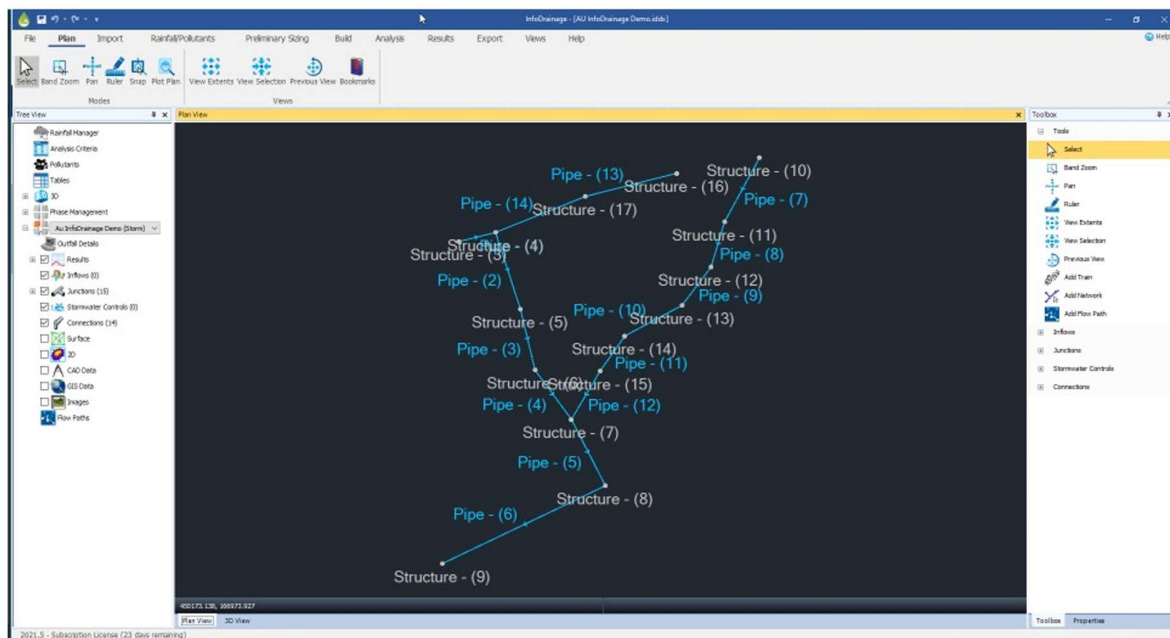 InfoDrainage - [AU InfoDrainage Demo.iddx]
File Plan Import Rainfall/Pollutants Preliminary Sizing Build Analysis Results Export Views Help
Help
Select Band Zoom Pan Ruler Snap Plot Plan View Extents View Selection Previous View Bookmarks
Modes Views
Tree View
Plan View
Toolbox
Rainfall Manager
Analysis Criteria
Pollutants
Tables
3D
Phase Management
Au InfoDrainage Demo (Storm)
Outfall Details
Results
Inflows (0)
Junctions (15)
Stormwater Controls (0)
Connections (14)
Surface
2D
CAD Data
GIS Data
Images
Flow Paths
Structure - (10)
Pipe - (13)
Structure - (16)
Pipe - (7)
Pipe - (14)
Structure - (17)
Structure - (11)
Structure - (4)
Structure - (3)
Pipe - (8)
Pipe - (2)
Structure - (12)
Pipe - (9)
Pipe - (10)
Structure - (5)
Structure - (13)
Pipe - (3)
Structure - (14)
Pipe - (11)
Structure - (6)
Structure - (15)
Pipe - (4)
Pipe - (12)
Structure - (7)
Pipe - (5)
Structure - (8)
Pipe - (6)
Structure - (9)
450173.138, 166973.927
Plan View 3D View
Tools
Select
Band Zoom
Pan
Ruler
View Extents
View Selection
Previous View
Add Train
Add Network
Add Flow Path
Inflows
Junctions
Stormwater Controls
Connections
Toolbox Properties
2021.5 - Subscription License (23 days remaining)